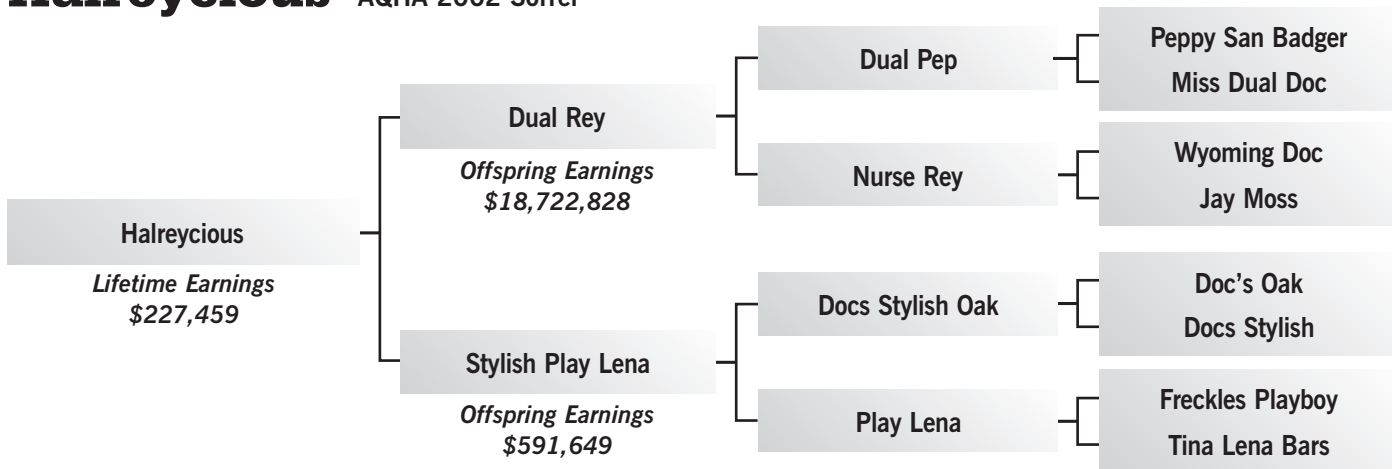 Halreycious AQHA 2002 Sorrel
Halreycious
Lifetime Earnings
$227,459
Dual Rey
Offspring Earnings
$18,722,828
Stylish Play Lena
Offspring Earnings
$591,649
Dual Pep
Nurse Rey
Docs Stylish Oak
Play Lena
Peppy San Badger
Miss Dual Doc
Wyoming Doc
Jay Moss
Doc's Oak
Docs Stylish
Freckles Playboy
Tina Lena Bars